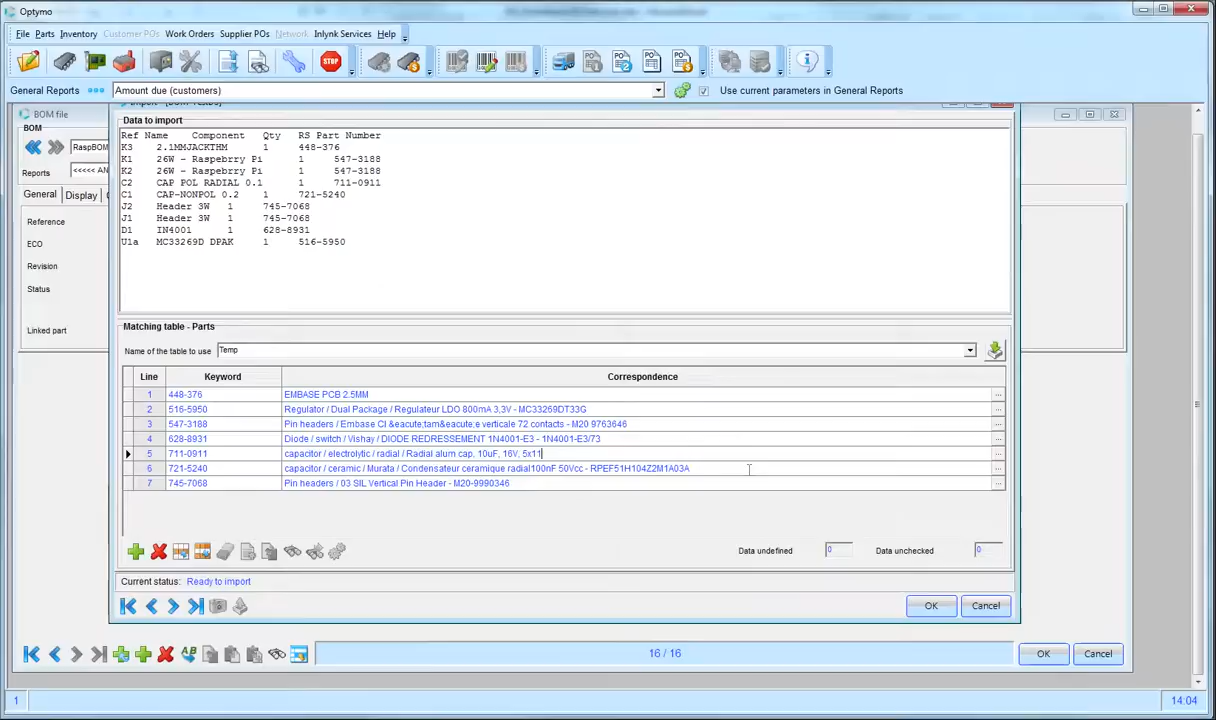 Optymo
File Parts Inventory Customer POs Work Orders Supplier POs Network Inlynk Services Help
General Reports Amount due (customers) Use current parameters in General Reports
BOM file
BOM
RaspBOM
Reports <<<<< AN
General Display
Reference
ECO
Revision
Status
Linked part
Data to import
Ref Name Component Qty RS Part Number
K3 2.1MMJACKTHM 1 448-376
K1 26W - Raspebrry Pi 1 547-3188
K2 26W - Raspebrry Pi 1 547-3188
C2 CAP POL RADIAL 0.1 1 711-0911
C1 CAP-NONPOL 0.2 1 721-5240
J2 Header 3W 1 745-7068
J1 Header 3W 1 745-7068
D1 IN4001 1 628-8931
U1a MC33269D DPAK 1 516-5950
Matching table - Parts
Name of the table to use Temp
Line Keyword Correspondence
1 448-376 EMBASE PCB 2.5MM ...
2 516-5950 Regulator / Dual Package / Regulateur LDO 800mA 3,3V - MC33269DT33G ...
3 547-3188 Pin headers / Embase CI &eacute;tam&eacute;e verticale 72 contacts - M20 9763646 ...
4 628-8931 Diode / switch / Vishay / DIODE REDRESSEMENT 1N4001-E3 - 1N4001-E3/73 ...
5 711-0911 capacitor / electrolytic / radial / Radial alum cap, 10uF, 16V, 5x11 ...
6 721-5240 capacitor / ceramic / Murata / Condensateur ceramique radial100nF 50Vcc - RPEF51H104Z2M1A03A ...
7 745-7068 Pin headers / 03 SIL Vertical Pin Header - M20-9990346 ...
Data undefined 0 Data unchecked 0
Current status: Ready to import
OK Cancel
16 / 16
OK Cancel
1 14:04